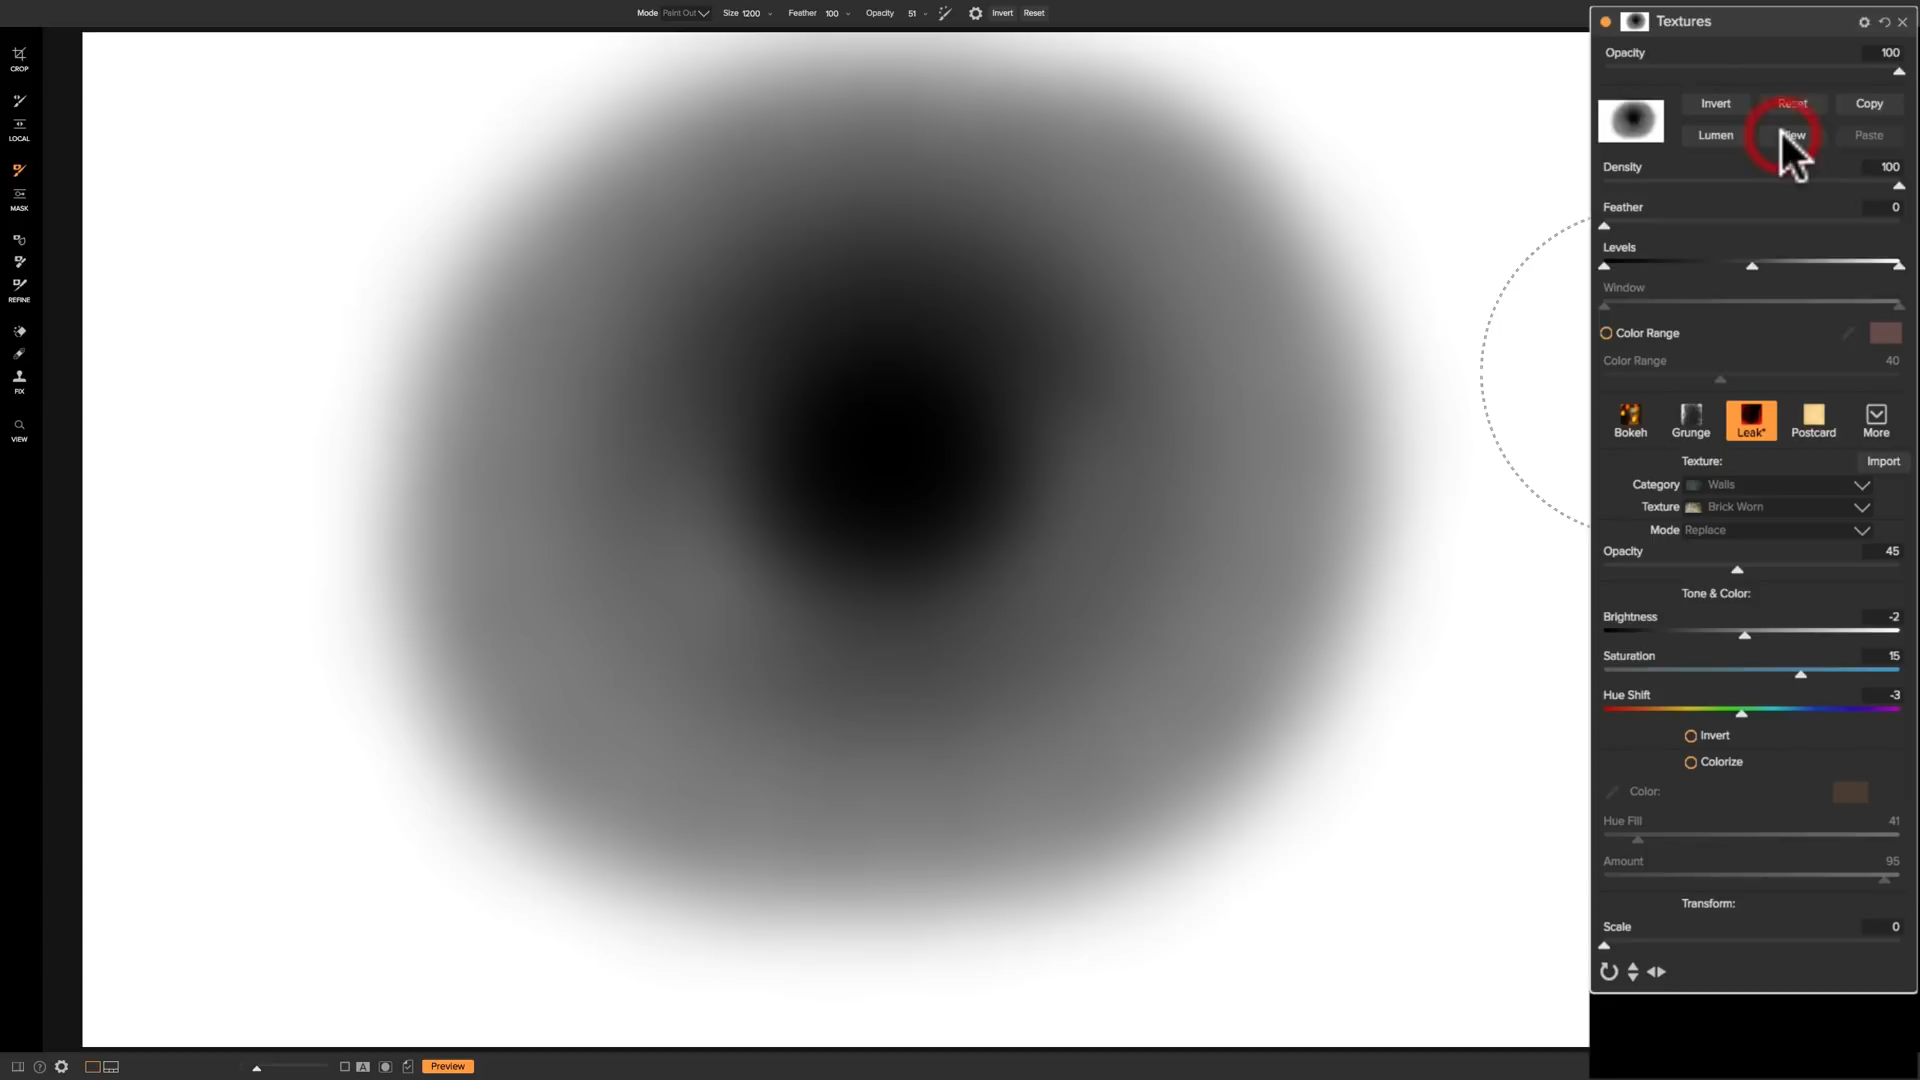 Mode Paint Out Size 1200 Feather 100 Opacity 51 Invert Reset
CROP
LOCAL
MASK
REFINE
FIX
VIEW
Textures
Opacity 100
Invert Reset Copy
Lumen View Paste
Density 100
Feather 0
Levels
Window
Color Range
Color Range 40
Bokeh Grunge Leak* Postcard More
Texture: Import
Category Walls
Texture Brick Worn
Mode Replace
Opacity 45
Tone & Color:
Brightness -2
Saturation 15
Hue Shift -3
Invert
Colorize
Color:
Hue Fill 41
Amount 95
Transform:
Scale 0
? A Preview